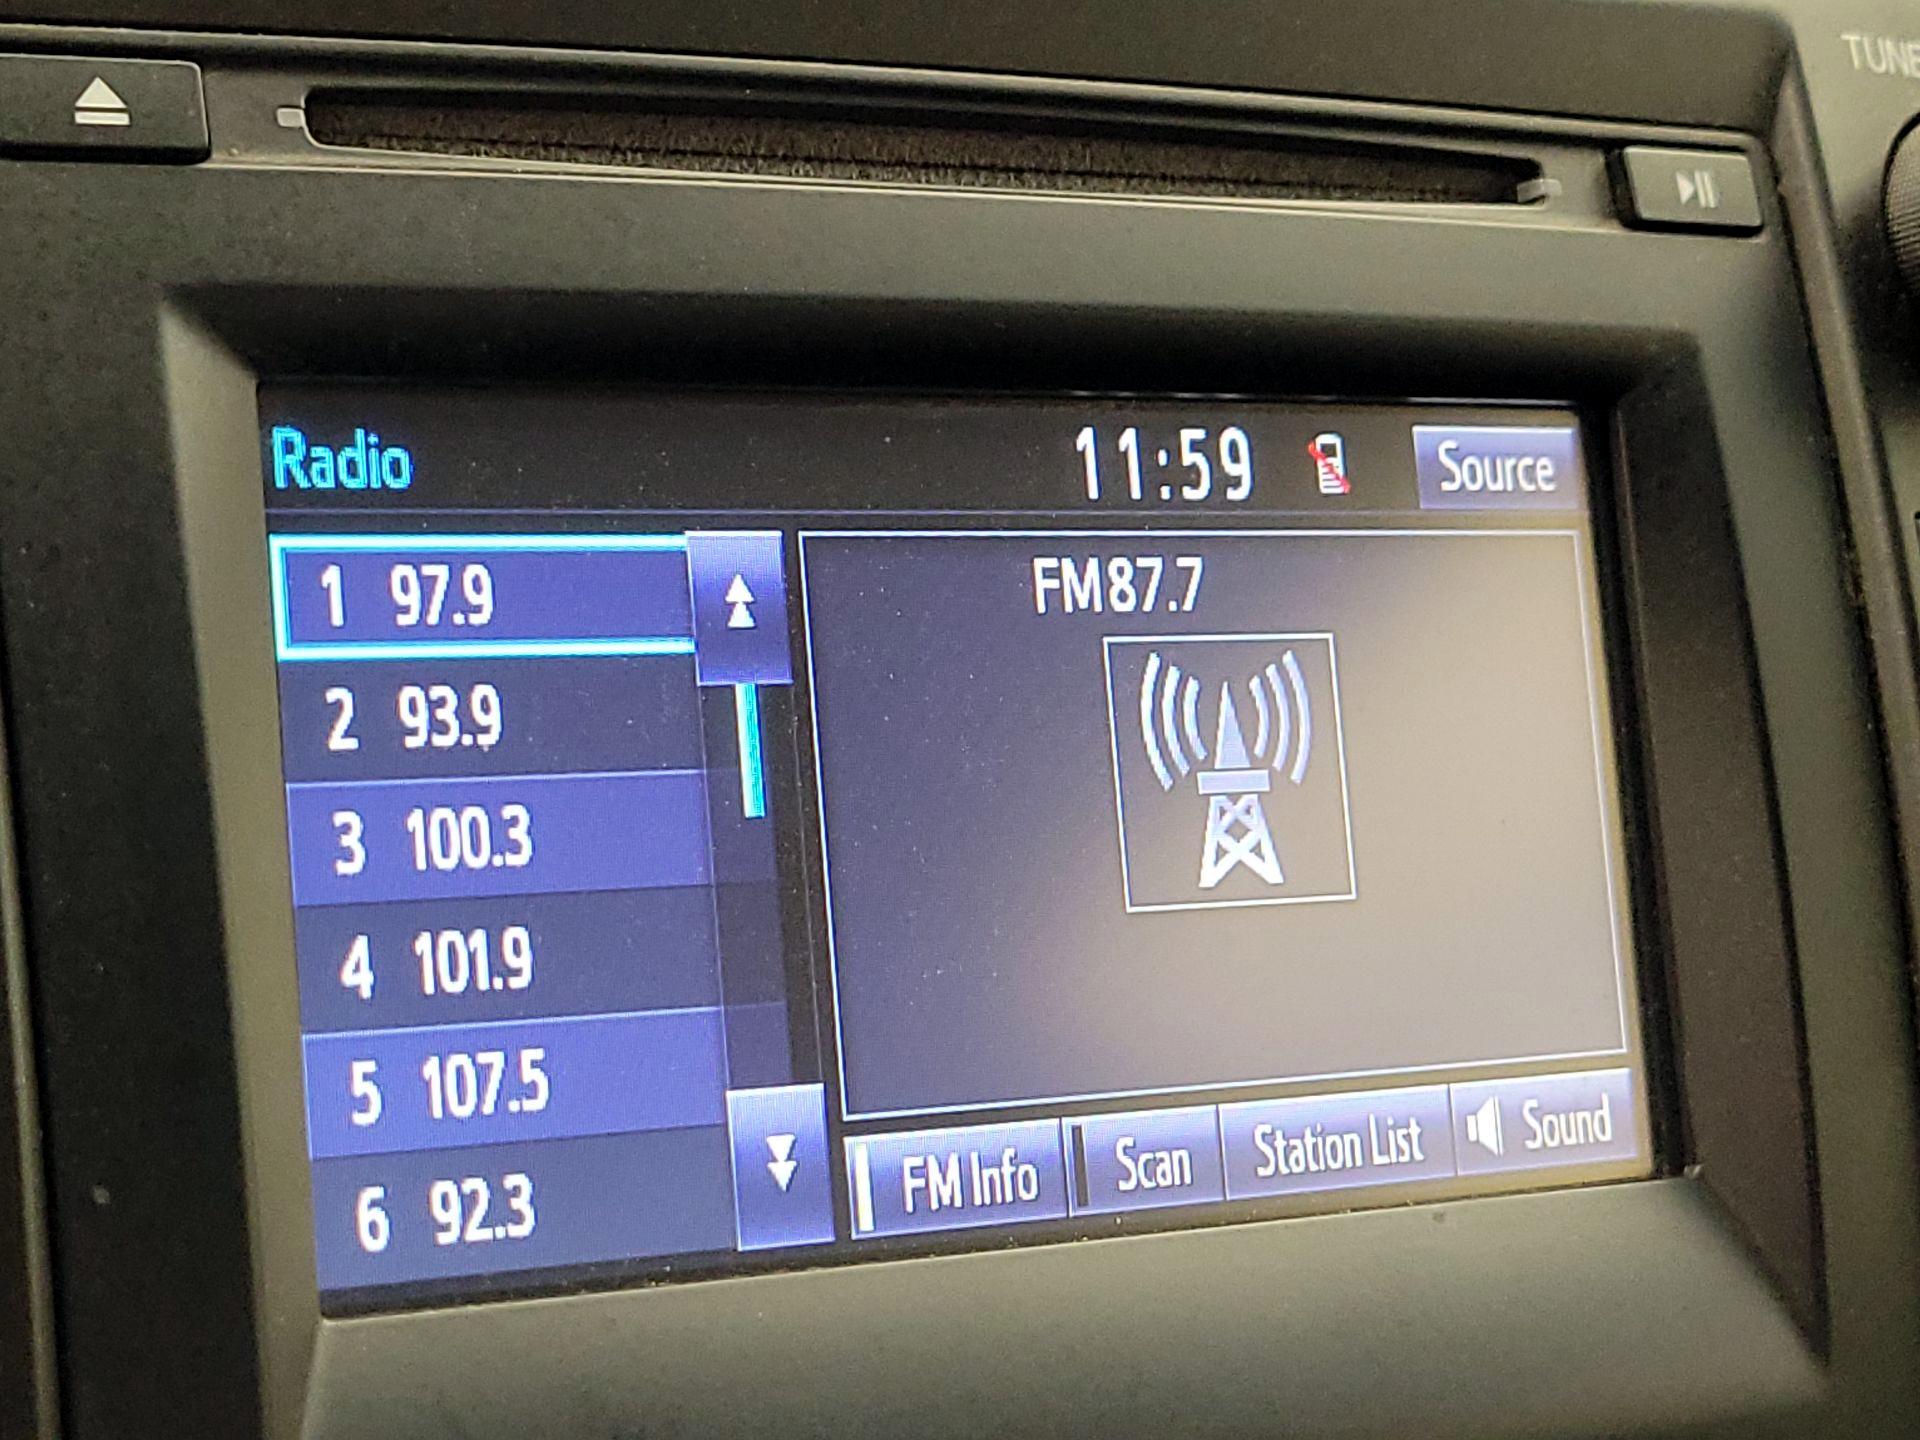 TUNE
Radio
11:59
Source
1 97.9
2 93.9
3 100.3
4 101.9
5 107.5
6 92.3
FM87.7
FM Info
Scan
Station List
Sound